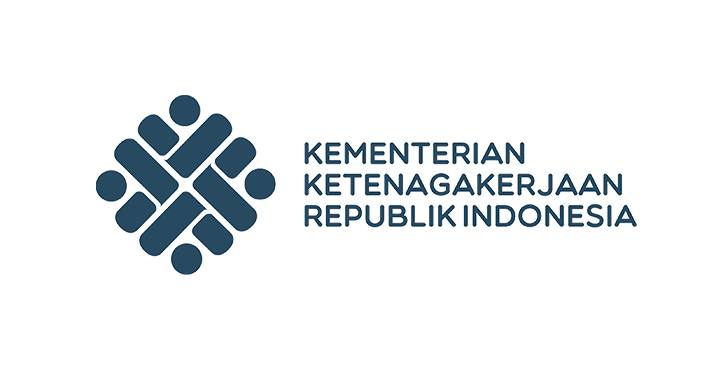 KEMENTERIAN
KETENAGAKERJAAN
REPUBLIK INDONESIA